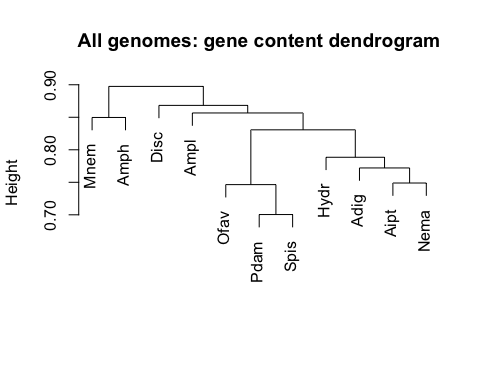 All genomes: gene content dendrogram
Height
0.90
0.80
0.70
Mnem
Amph
Disc
Ampl
Ofav
Pdam
Spis
Hydr
Adig
Aipt
Nema